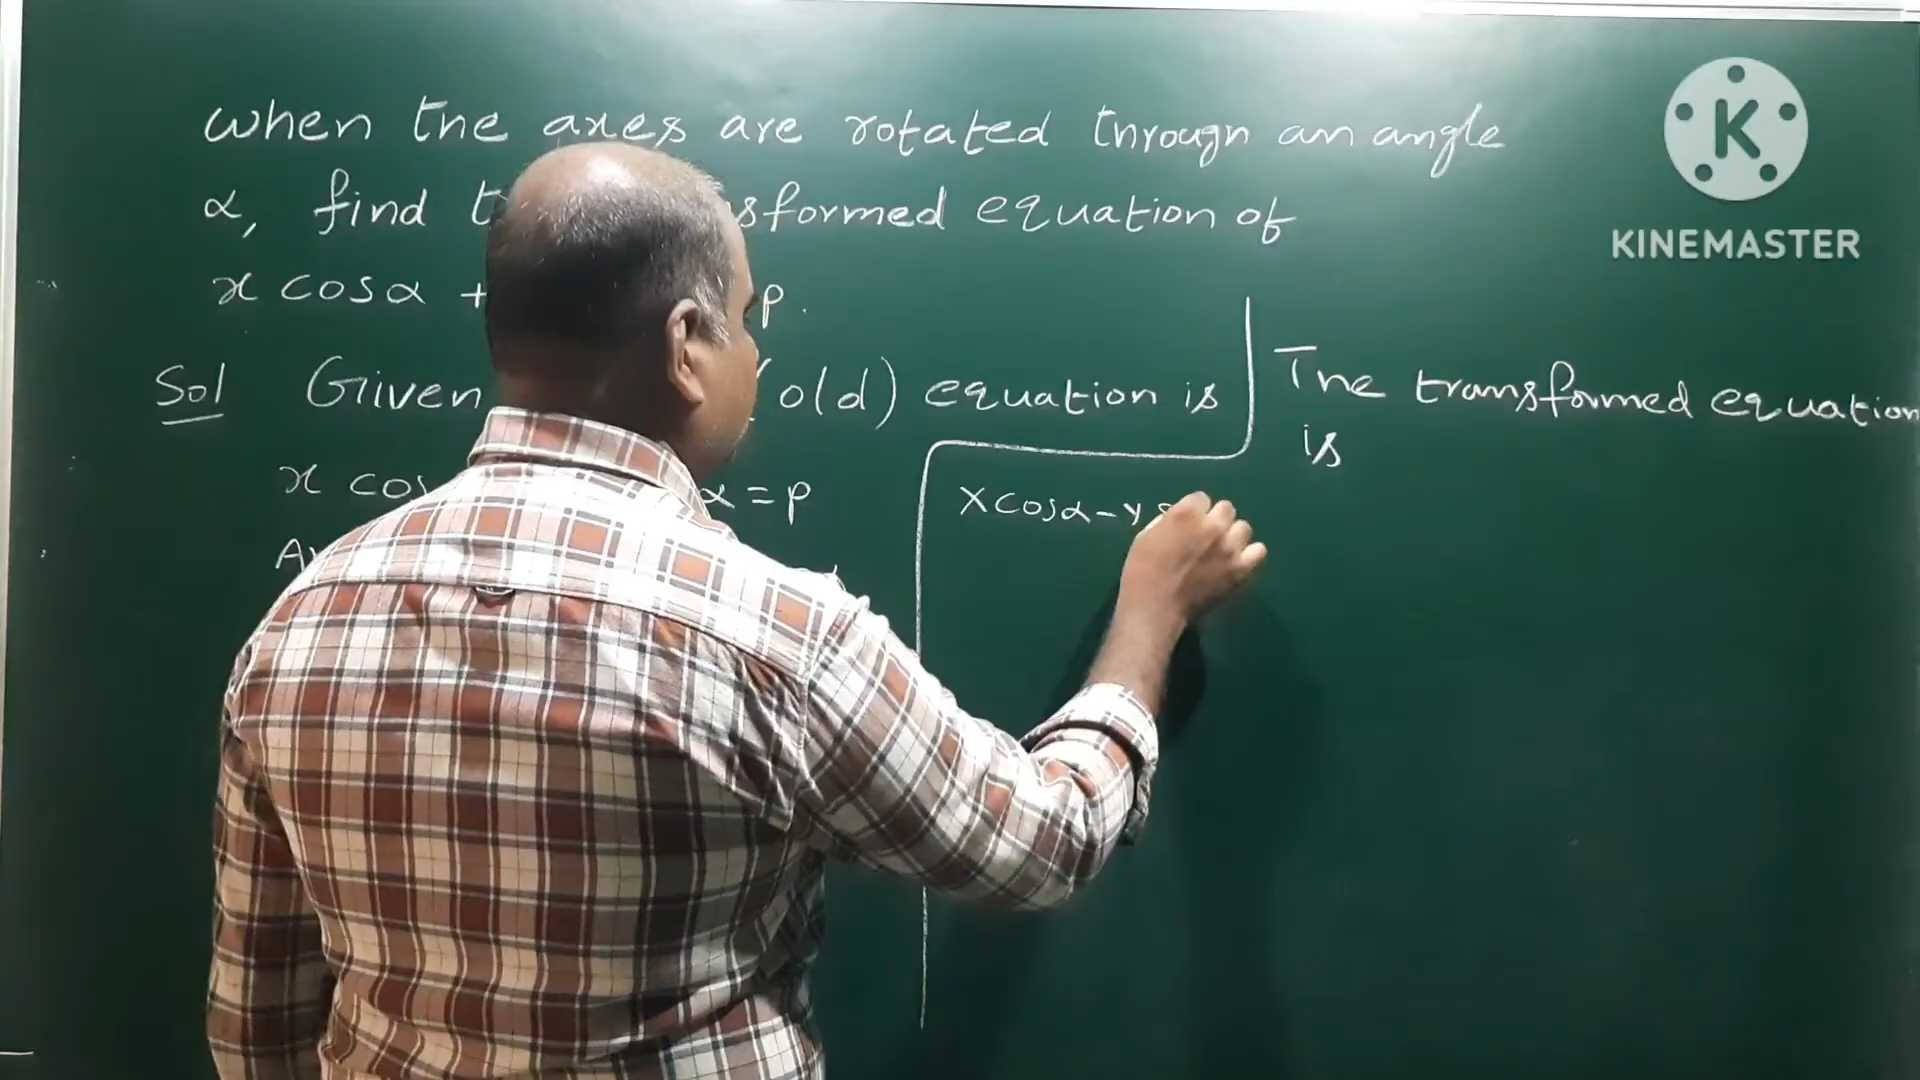 when the axes are rotated through an angle
α, find sformed equation of
x cosα + p.
Sol Given (old) equation is
x cos α = p
Xcosα - Y
The transformed equation
is
K
KINEMASTER